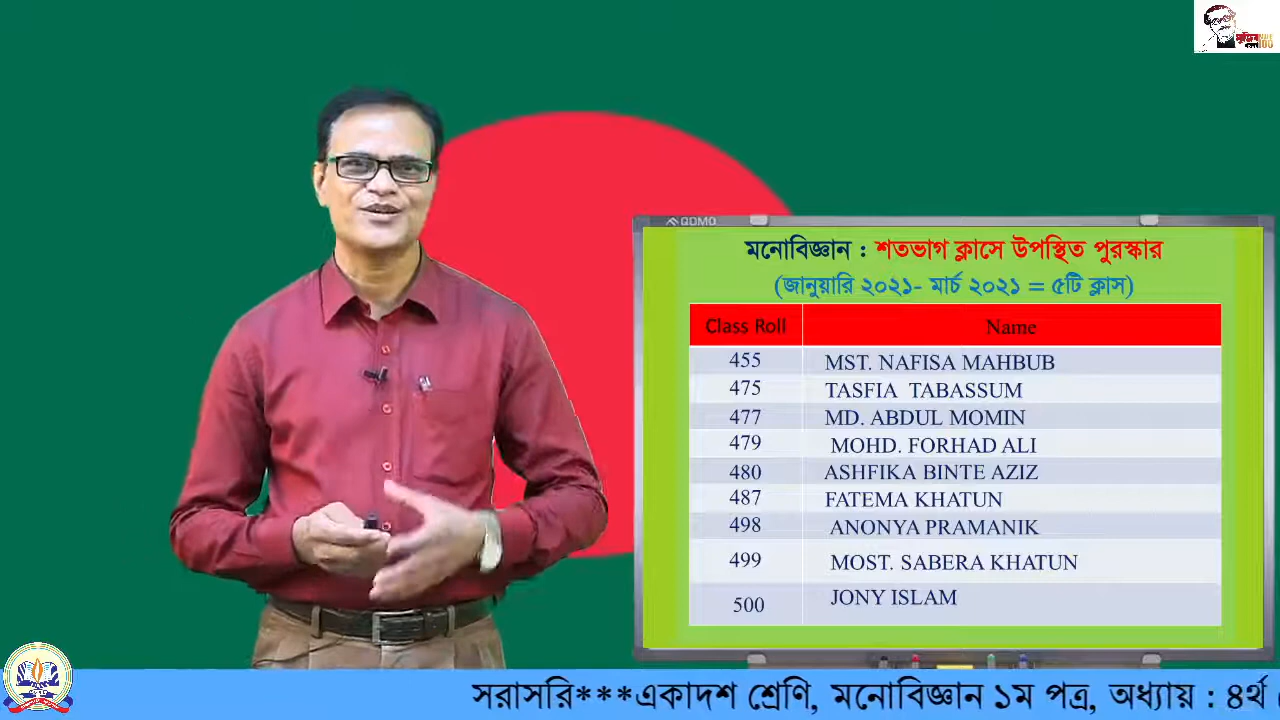 QOMO
মনোবিজ্ঞান : শতভাগ ক্লাসে উপস্থিত পুরস্কার
(জানুয়ারি ২০২১- মার্চ ২০২১ = ৫টি ক্লাস)
Class Roll Name
455 MST. NAFISA MAHBUB
475 TASFIA TABASSUM
477 MD. ABDUL MOMIN
479 MOHD. FORHAD ALI
480 ASHFIKA BINTE AZIZ
487 FATEMA KHATUN
498 ANONYA PRAMANIK
499 MOST. SABERA KHATUN
500 JONY ISLAM
সরাসরি***একাদশ শ্রেণি, মনোবিজ্ঞান ১ম পত্র, অধ্যায় : ৪র্থ